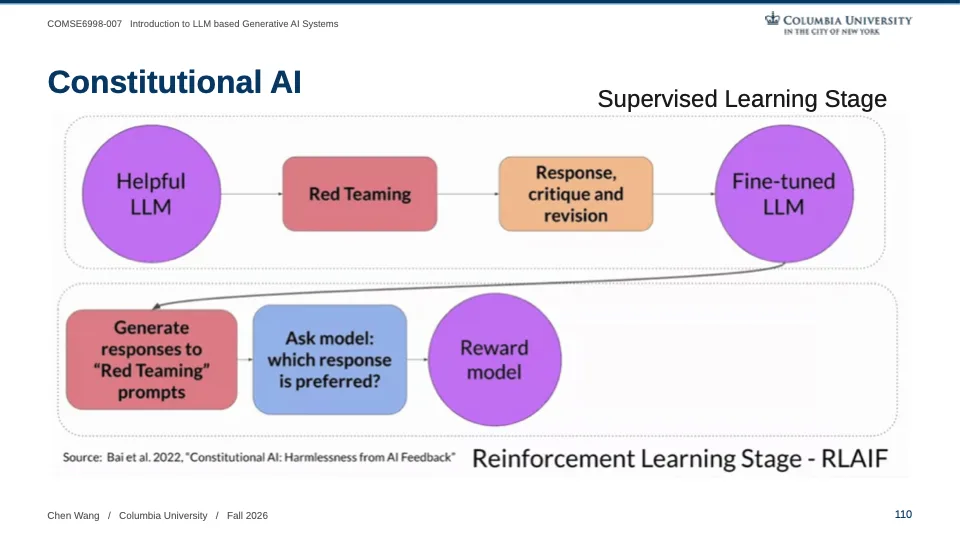 COMSE6998-007 Introduction to LLM based Generative AI Systems
COLUMBIA UNIVERSITY
IN THE CITY OF NEW YORK
Constitutional AI
Supervised Learning Stage
Helpful
LLM
Red Teaming
Response,
critique and
revision
Fine-tuned
LLM
Generate
responses to
“Red Teaming”
prompts
Ask model:
which response
is preferred?
Reward
model
Source: Bai et al. 2022, “Constitutional AI: Harmlessness from AI Feedback”
Reinforcement Learning Stage - RLAIF
Chen Wang / Columbia University / Fall 2026
110